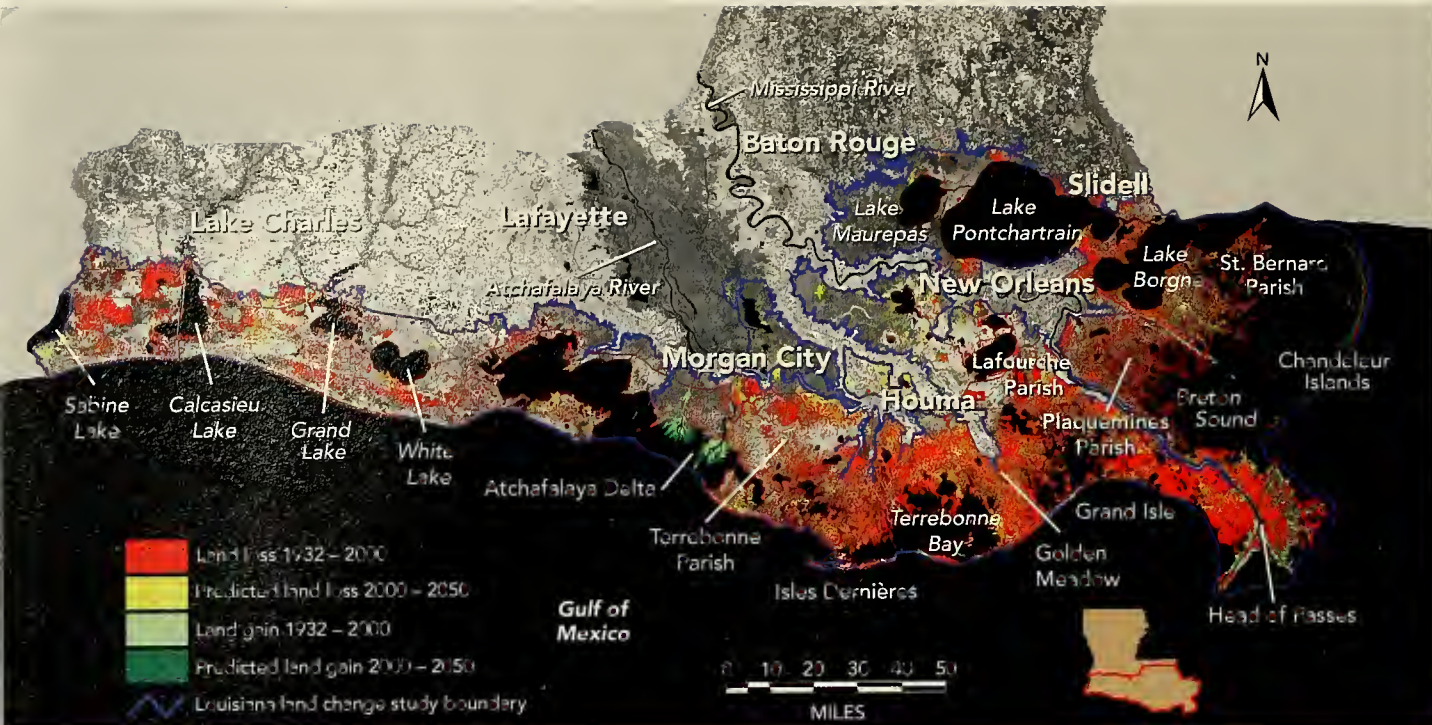 N
Mississippi River
Baton Rouge
Slidell
Lake Charles
Lafayette
Lake
Maurepas
Lake
Pontchartrain
Lake
Borgne
St. Bernard
Parish
Atchafalaya River
New Orleans
Morgan City
Lafourche
Parish
Chandeleur
Islands
Houma
Breton
Sound
Plaquemines
Parish
Sabine
Lake
Calcasieu
Lake
Grand
Lake
White
Lake
Atchafalaya Delta
Terrebonne
Parish
Terrebonne
Bay
Grand Isle
Golden
Meadow
Isles Dernières
Head of Passes
Gulf of
Mexico
Land loss 1932 – 2000
Predicted land loss 2000 – 2050
Land gain 1932 – 2000
Predicted land gain 2000 – 2050
Louisiana land change study boundary
0 10 20 30 40 50
MILES